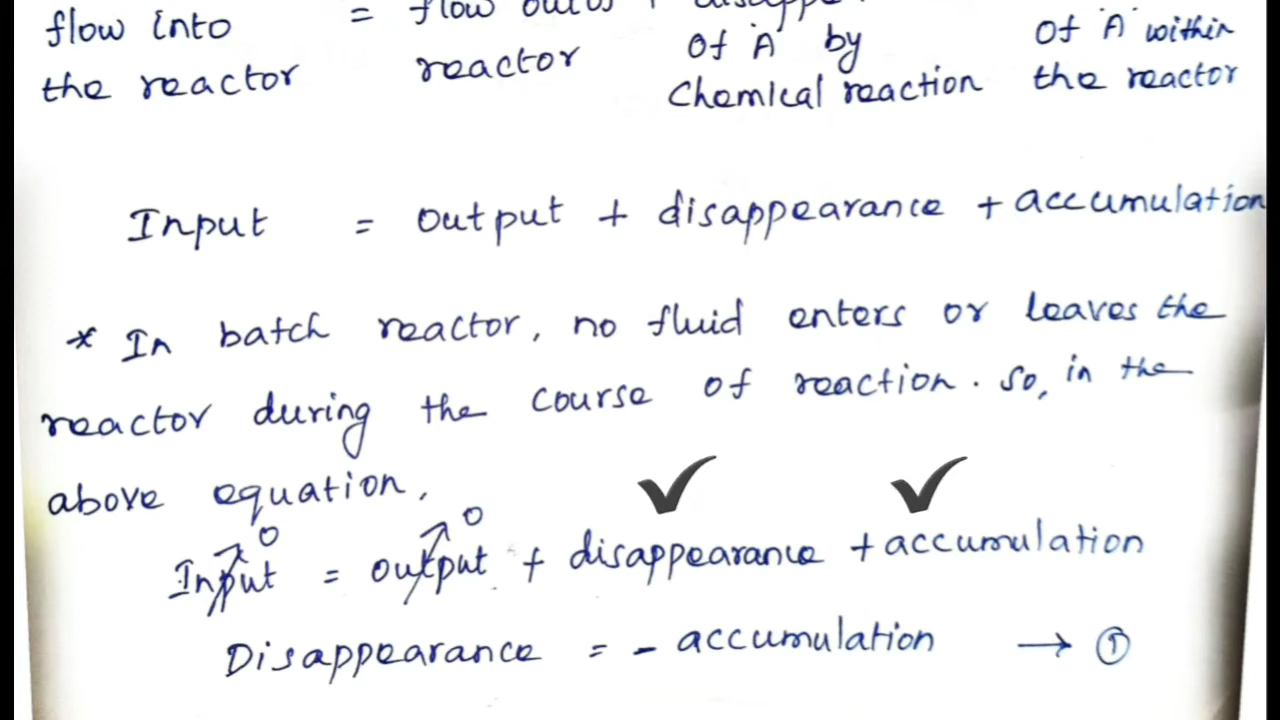 = flow
flow into reactor Of 'A' by Of 'A' within
the reactor Chemical reaction the reactor
Input = output + disappearance + accumulation
* In batch reactor, no fluid enters or leaves the
reactor during the course of reaction. So, in the
above equation,
✓ ✓
0 0
Input = output + disappearance + accumulation
Disappearance = - accumulation → ①